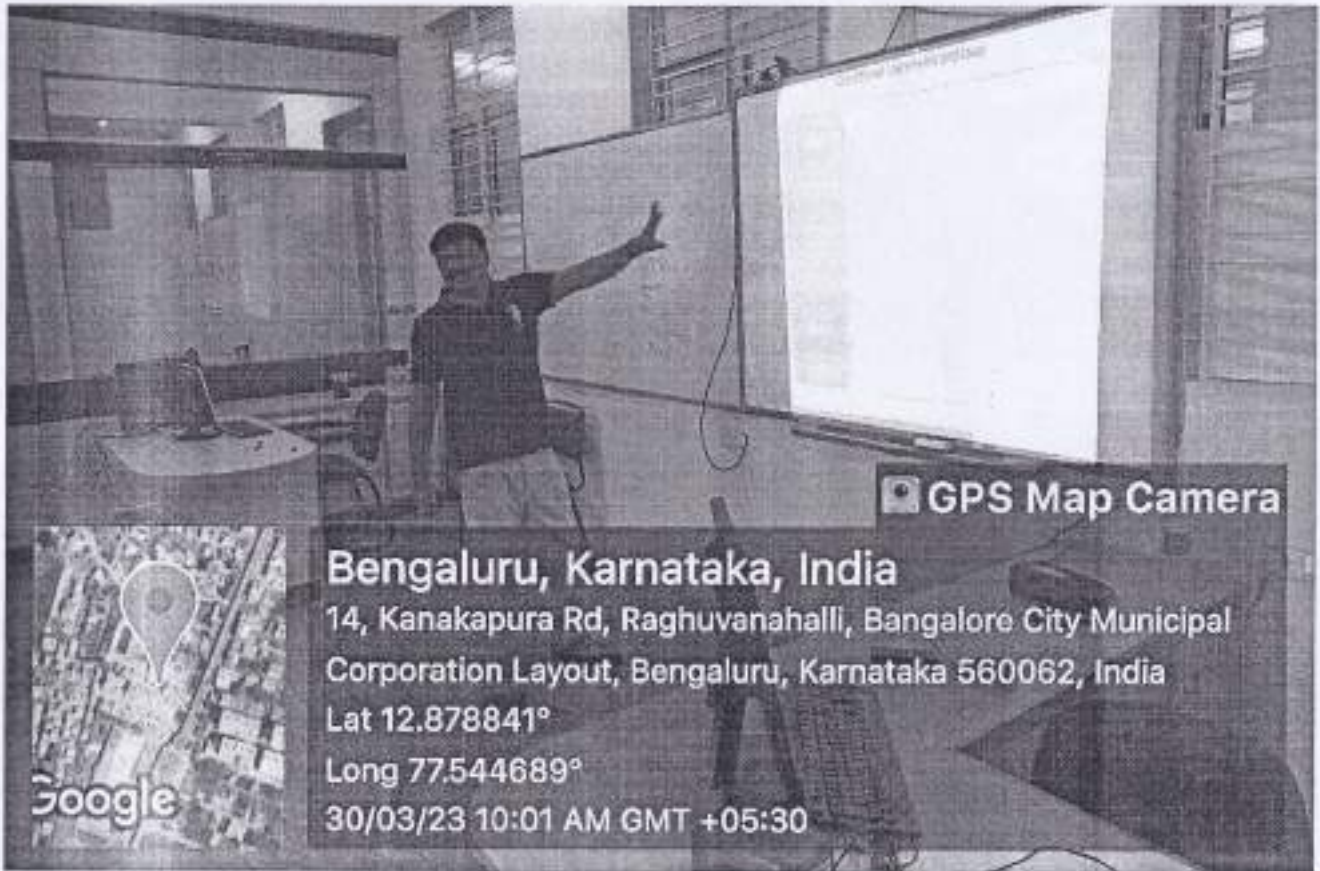 GPS Map Camera
Bengaluru, Karnataka, India
14, Kanakapura Rd, Raghuvanahalli, Bangalore City Municipal
Corporation Layout, Bengaluru, Karnataka 560062, India
Lat 12.878841°
Long 77.544689°
30/03/23 10:01 AM GMT +05:30
Google